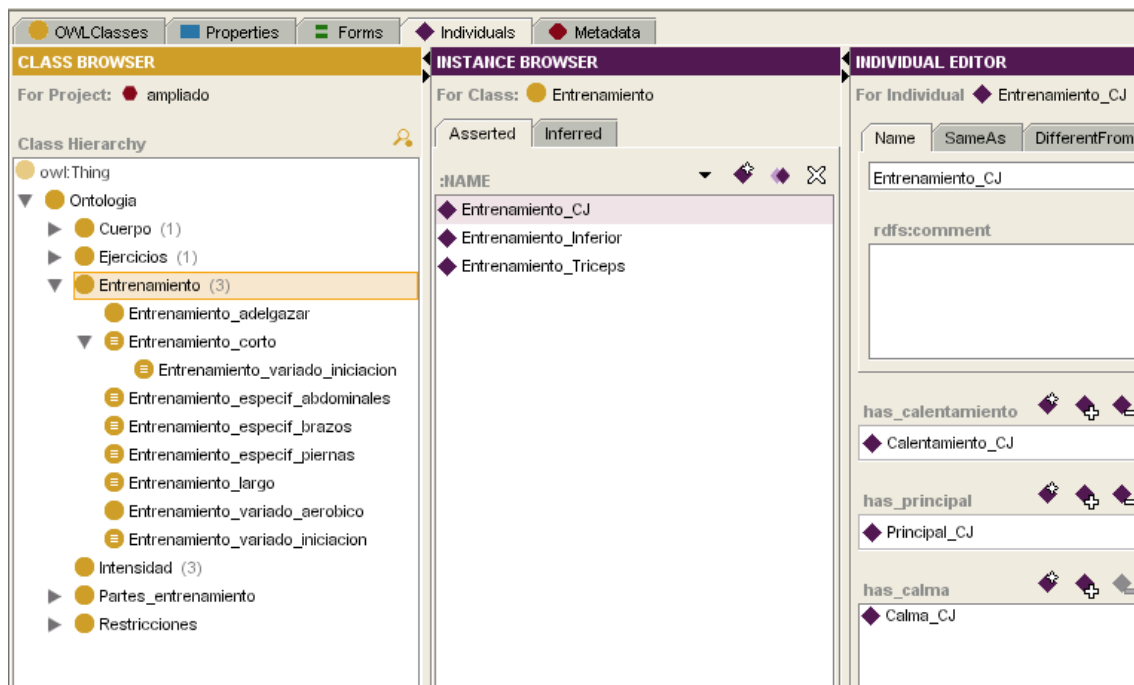 OWLClasses Properties Forms Individuals Metadata
CLASS BROWSER
For Project: ampliado
Class Hierarchy
owl:Thing
Ontologia
Cuerpo (1)
Ejercicios (1)
Entrenamiento (3)
Entrenamiento_adelgazar
Entrenamiento_corto
Entrenamiento_variado_iniciacion
Entrenamiento_especif_abdominales
Entrenamiento_especif_brazos
Entrenamiento_especif_piernas
Entrenamiento_largo
Entrenamiento_variado_aerobico
Entrenamiento_variado_iniciacion
Intensidad (3)
Partes_entrenamiento
Restricciones
INSTANCE BROWSER
For Class: Entrenamiento
Asserted Inferred
:NAME
Entrenamiento_CJ
Entrenamiento_Inferior
Entrenamiento_Triceps
INDIVIDUAL EDITOR
For Individual Entrenamiento_CJ
Name SameAs DifferentFrom
Entrenamiento_CJ
rdfs:comment
has_calentamiento
Calentamiento_CJ
has_principal
Principal_CJ
has_calma
Calma_CJ